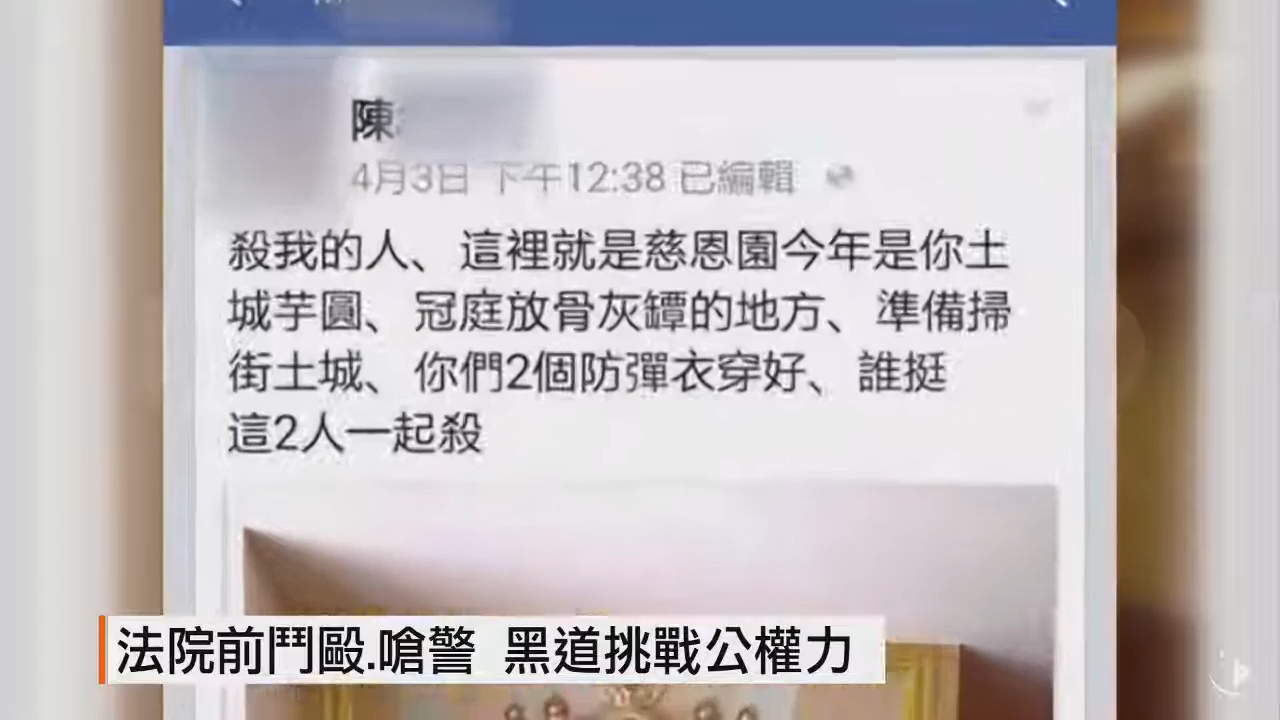 陳
4月3日 下午12:38 已編輯
殺我的人、這裡就是慈恩園今年是你土
城芋圓、冠庭放骨灰罈的地方、準備掃
街土城、你們2個防彈衣穿好、誰挺
這2人一起殺
法院前鬥毆.嗆警 黑道挑戰公權力